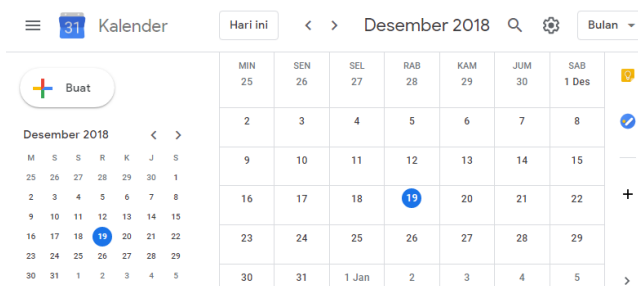 31 Kalender Hari ini Desember 2018 Bulan
Buat
MIN SEN SEL RAB KAM JUM SAB
25 26 27 28 29 30 1 Des
2 3 4 5 6 7 8
9 10 11 12 13 14 15
16 17 18 19 20 21 22
23 24 25 26 27 28 29
30 31 1 Jan 2 3 4 5
Desember 2018
M S S R K J S
25 26 27 28 29 30 1
2 3 4 5 6 7 8
9 10 11 12 13 14 15
16 17 18 19 20 21 22
23 24 25 26 27 28 29
30 31 1 2 3 4 5